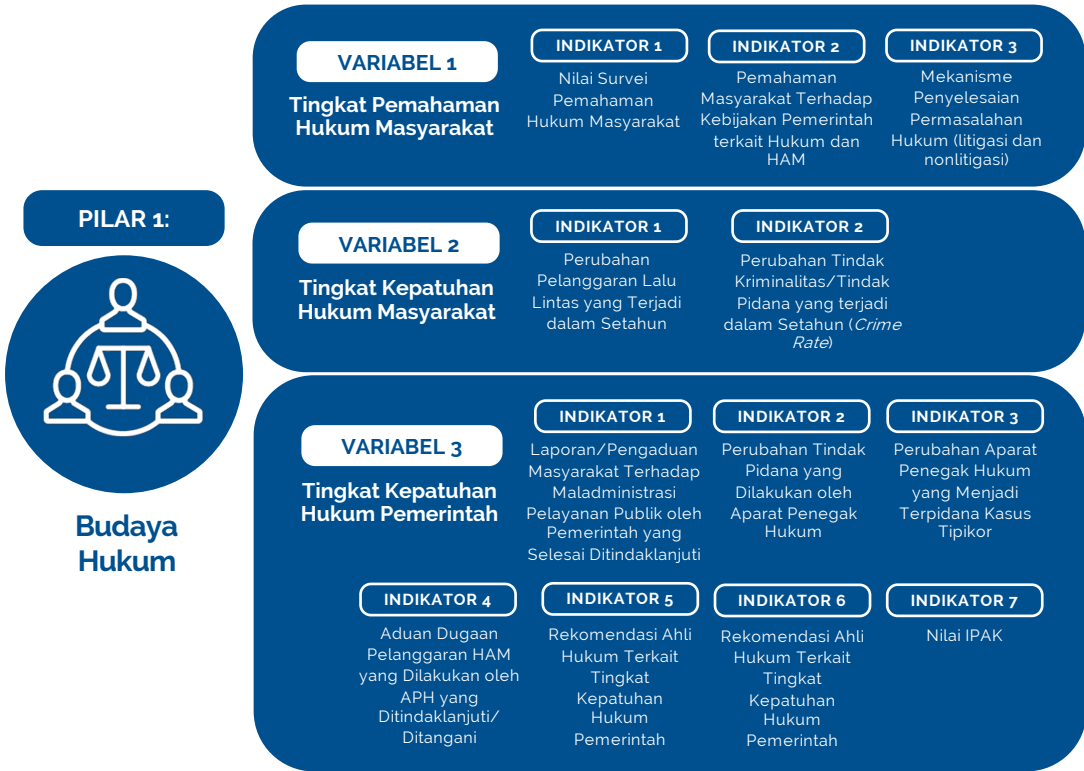 PILAR 1:
Budaya
Hukum
VARIABEL 1
Tingkat Pemahaman
Hukum Masyarakat
INDIKATOR 1
Nilai Survei
Pemahaman
Hukum Masyarakat
INDIKATOR 2
Pemahaman
Masyarakat Terhadap
Kebijakan Pemerintah
terkait Hukum dan
HAM
INDIKATOR 3
Mekanisme
Penyelesaian
Permasalahan
Hukum (litigasi dan
nonlitigasi)
VARIABEL 2
Tingkat Kepatuhan
Hukum Masyarakat
INDIKATOR 1
Perubahan
Pelanggaran Lalu
Lintas yang Terjadi
dalam Setahun
INDIKATOR 2
Perubahan Tindak
Kriminalitas/Tindak
Pidana yang terjadi
dalam Setahun (Crime
Rate)
VARIABEL 3
Tingkat Kepatuhan
Hukum Pemerintah
INDIKATOR 1
Laporan/Pengaduan
Masyarakat Terhadap
Maladministrasi
Pelayanan Publik oleh
Pemerintah yang
Selesai Ditindaklanjuti
INDIKATOR 2
Perubahan Tindak
Pidana yang
Dilakukan oleh
Aparat Penegak
Hukum
INDIKATOR 3
Perubahan Aparat
Penegak Hukum
yang Menjadi
Terpidana Kasus
Tipikor
INDIKATOR 4
Aduan Dugaan
Pelanggaran HAM
yang Dilakukan oleh
APH yang
Ditindaklanjuti/
Ditangani
INDIKATOR 5
Rekomendasi Ahli
Hukum Terkait
Tingkat
Kepatuhan
Hukum
Pemerintah
INDIKATOR 6
Rekomendasi Ahli
Hukum Terkait
Tingkat
Kepatuhan
Hukum
Pemerintah
INDIKATOR 7
Nilai IPAK